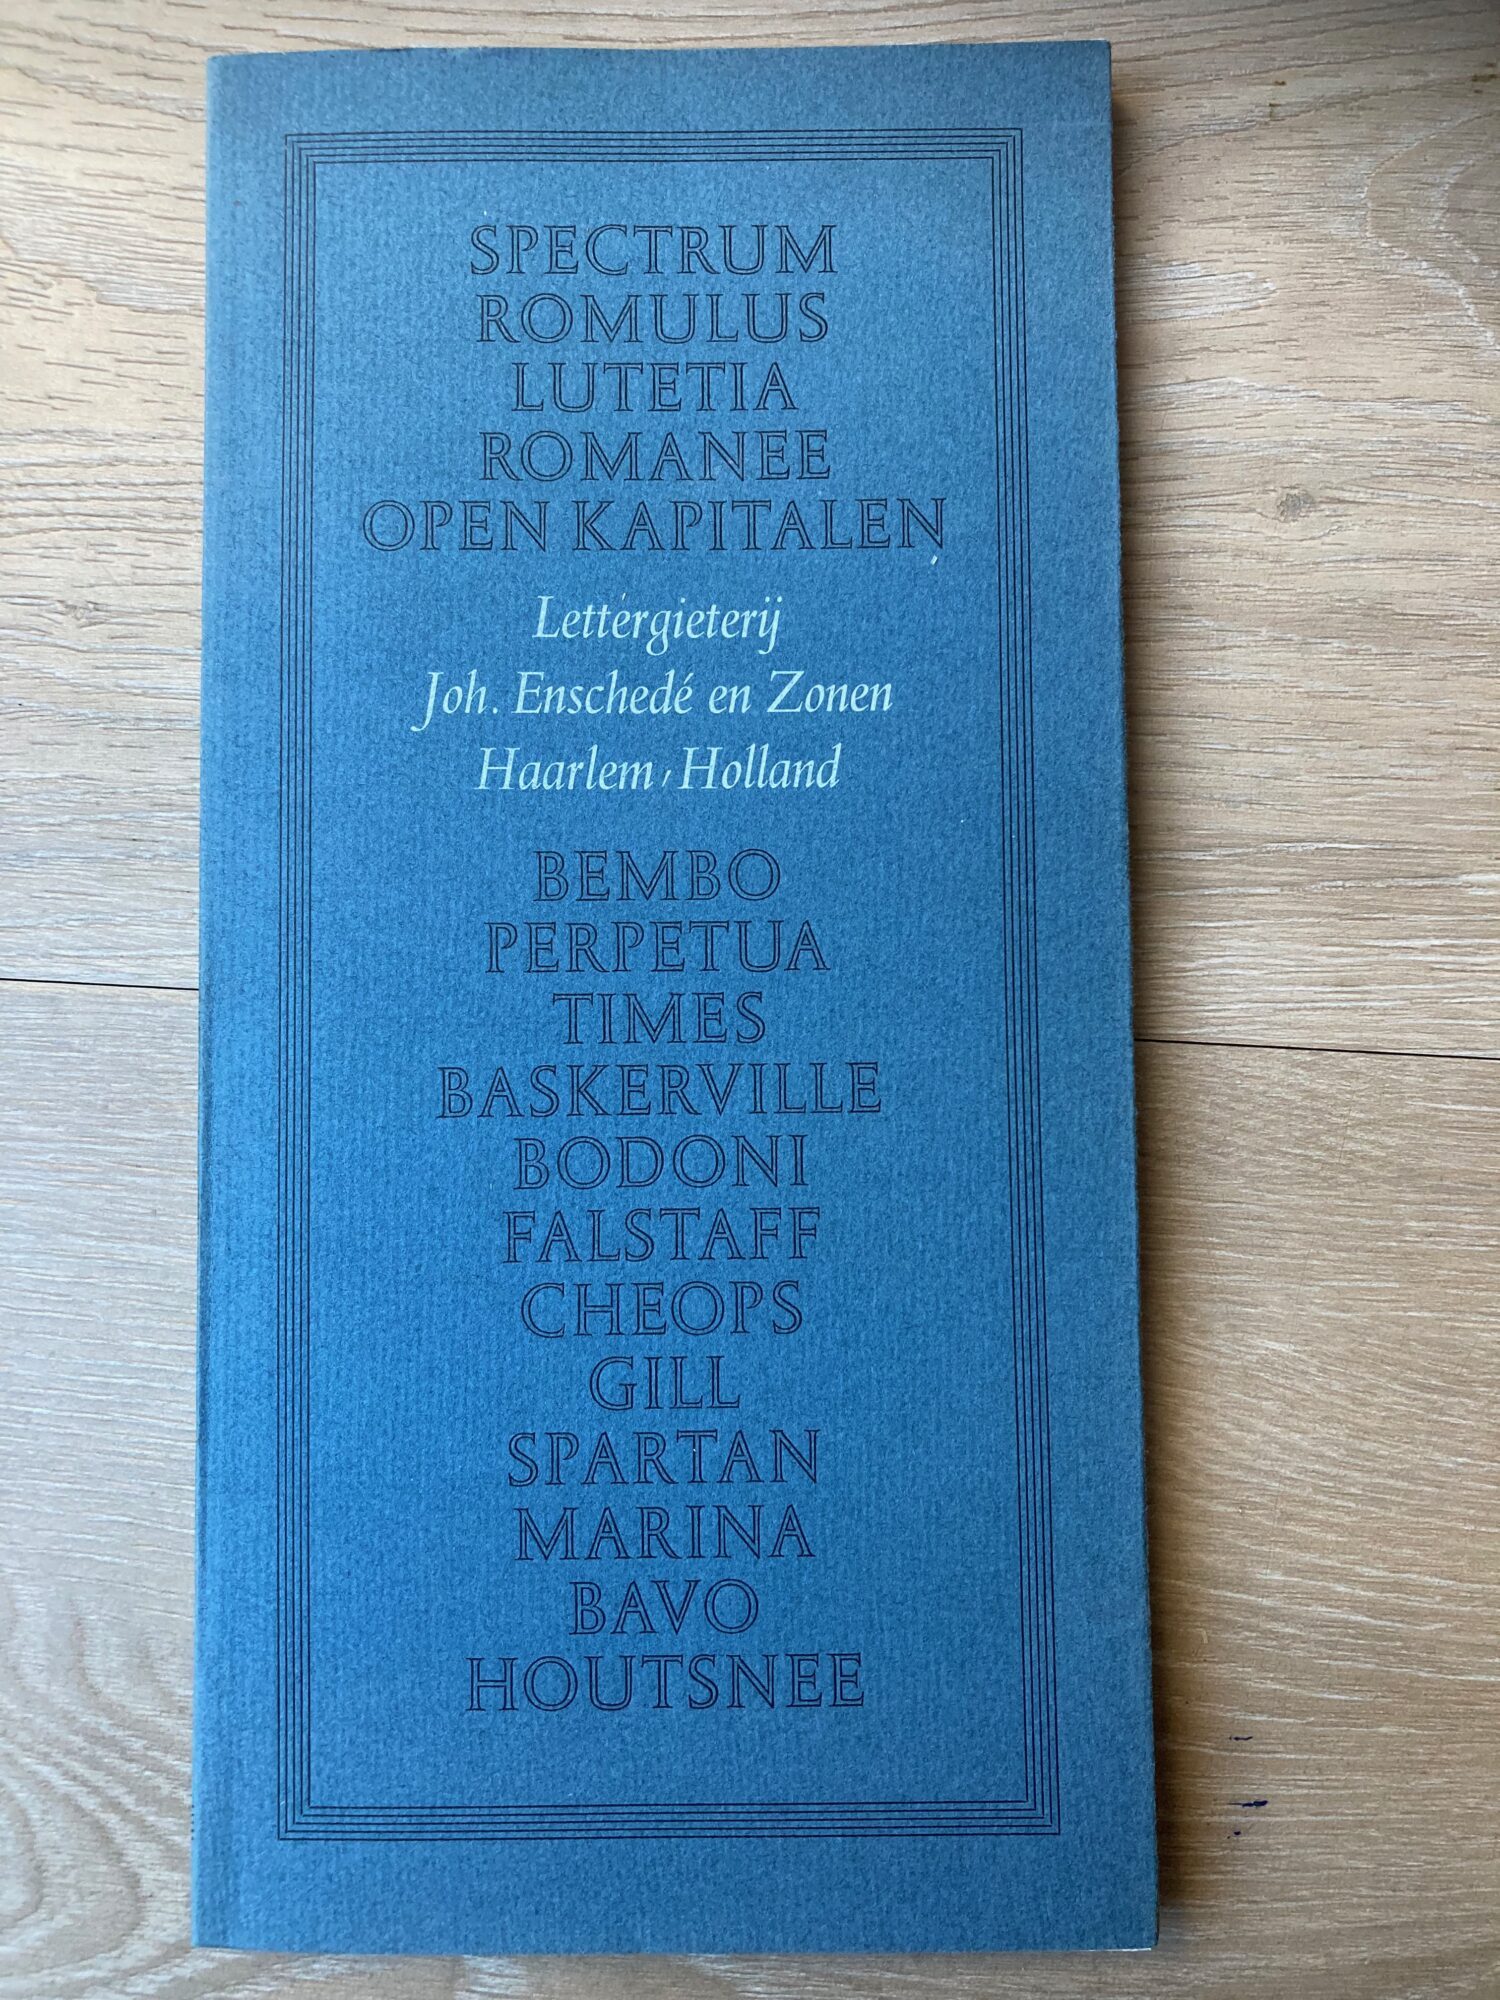 SPECTRUM
ROMULUS
LUTETIA
ROMANEE
OPEN KAPITALEN
Lettergieterij
Joh. Enschedé en Zonen
Haarlem, Holland
BEMBO
PERPETUA
TIMES
BASKERVILLE
BODONI
FALSTAFF
CHEOPS
GILL
SPARTAN
MARINA
BAVO
HOUTSNEE